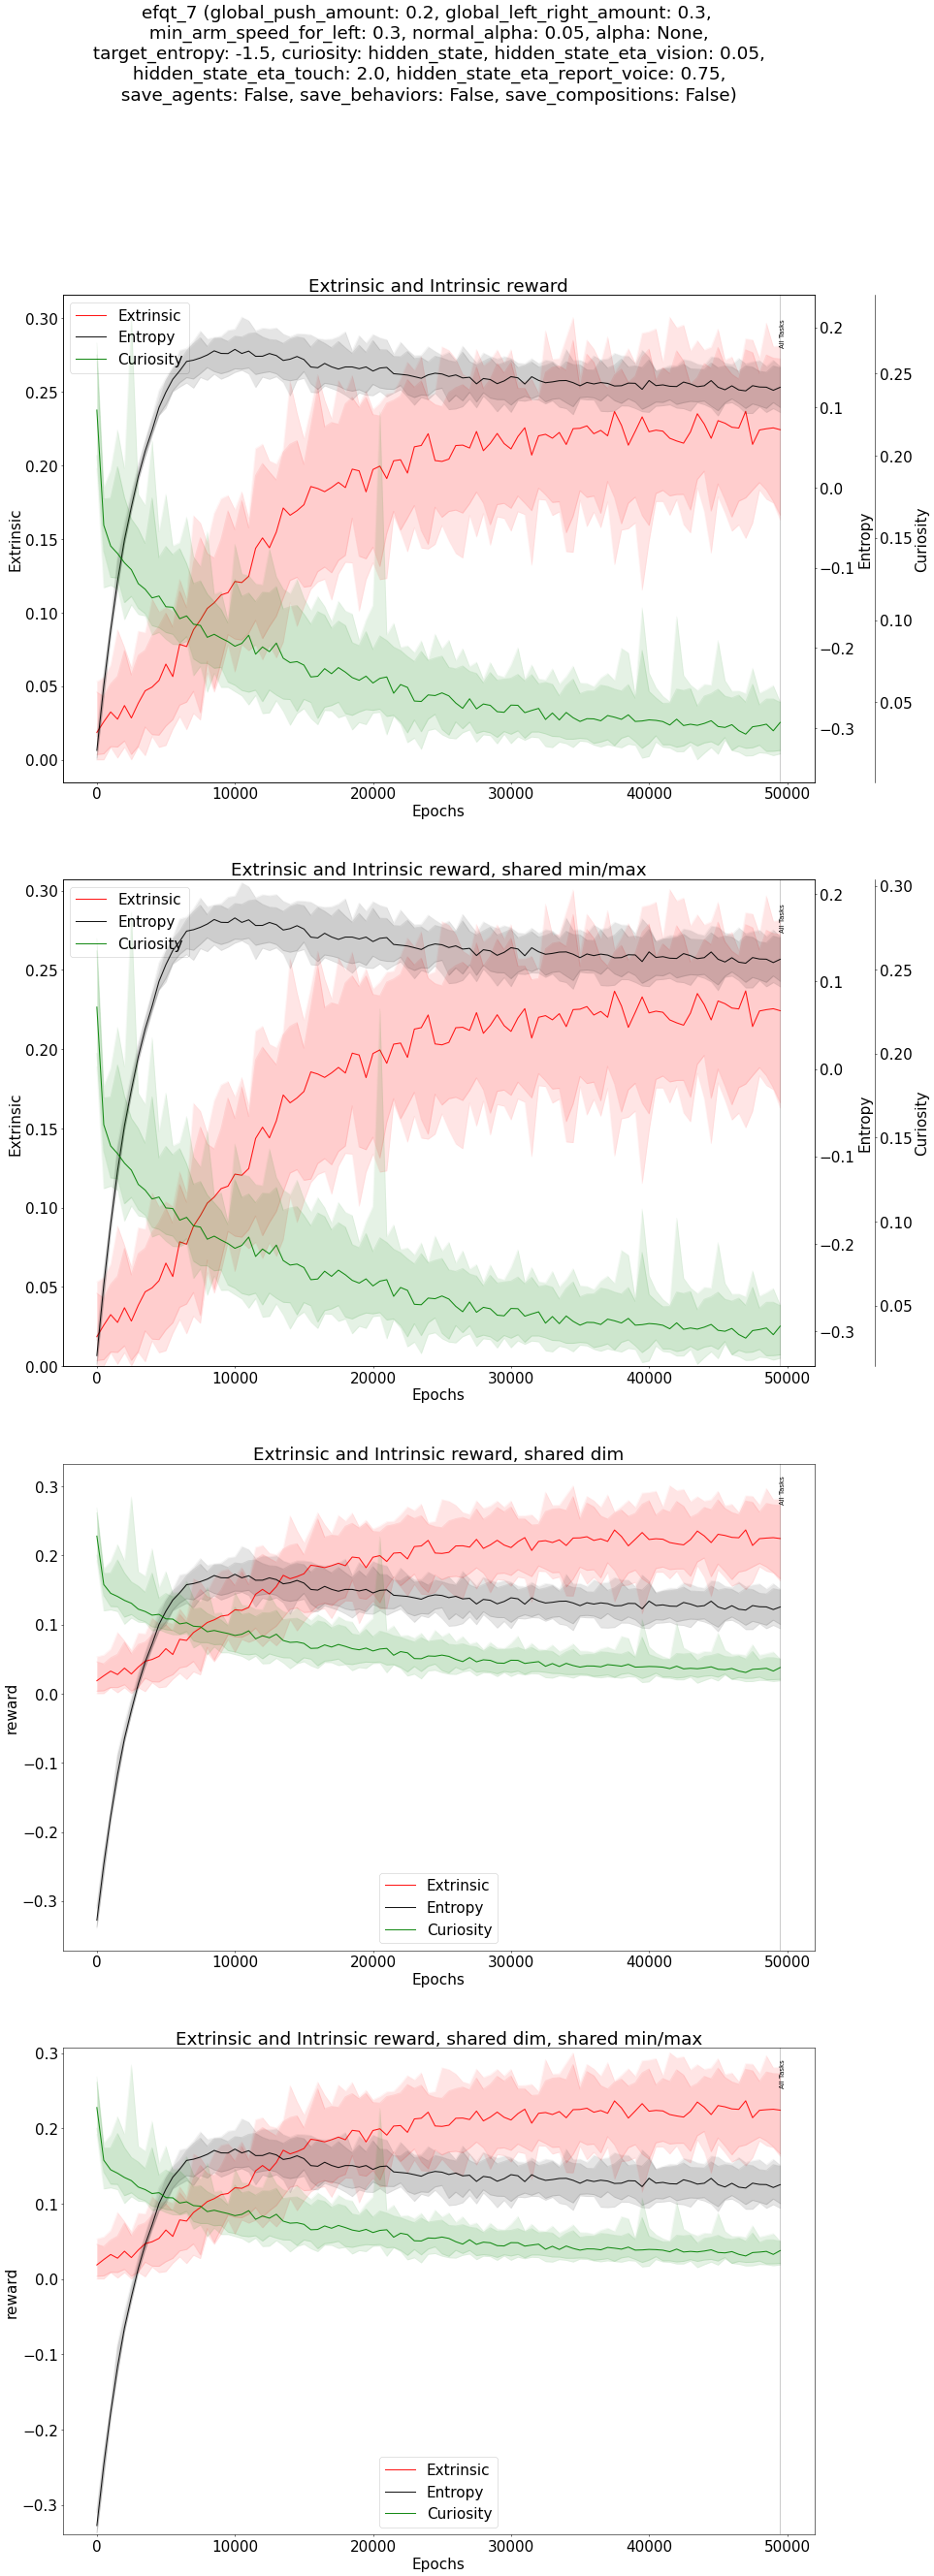 efqt_7 (global_push_amount: 0.2, global_left_right_amount: 0.3,
min_arm_speed_for_left: 0.3, normal_alpha: 0.05, alpha: None,
target_entropy: -1.5, curiosity: hidden_state, hidden_state_eta_vision: 0.05,
hidden_state_eta_touch: 2.0, hidden_state_eta_report_voice: 0.75,
save_agents: False, save_behaviors: False, save_compositions: False)
Extrinsic and Intrinsic reward
Extrinsic
Entropy
Curiosity
All Tasks
0.30
0.25
0.20
0.15
0.10
0.05
0.00
Extrinsic
0.2
0.1
0.0
−0.1
−0.2
−0.3
Entropy
0.25
0.20
0.15
0.10
0.05
Curiosity
0 10000 20000 30000 40000 50000
Epochs
Extrinsic and Intrinsic reward, shared min/max
Extrinsic
Entropy
Curiosity
All Tasks
0.30
0.25
0.20
0.15
0.10
0.05
0.00
Extrinsic
0.2
0.1
0.0
−0.1
−0.2
−0.3
Entropy
0.30
0.25
0.20
0.15
0.10
0.05
Curiosity
0 10000 20000 30000 40000 50000
Epochs
Extrinsic and Intrinsic reward, shared dim
All Tasks
0.3
0.2
0.1
0.0
−0.1
−0.2
−0.3
reward
Extrinsic
Entropy
Curiosity
0 10000 20000 30000 40000 50000
Epochs
Extrinsic and Intrinsic reward, shared dim, shared min/max
All Tasks
0.3
0.2
0.1
0.0
−0.1
−0.2
−0.3
reward
Extrinsic
Entropy
Curiosity
0 10000 20000 30000 40000 50000
Epochs